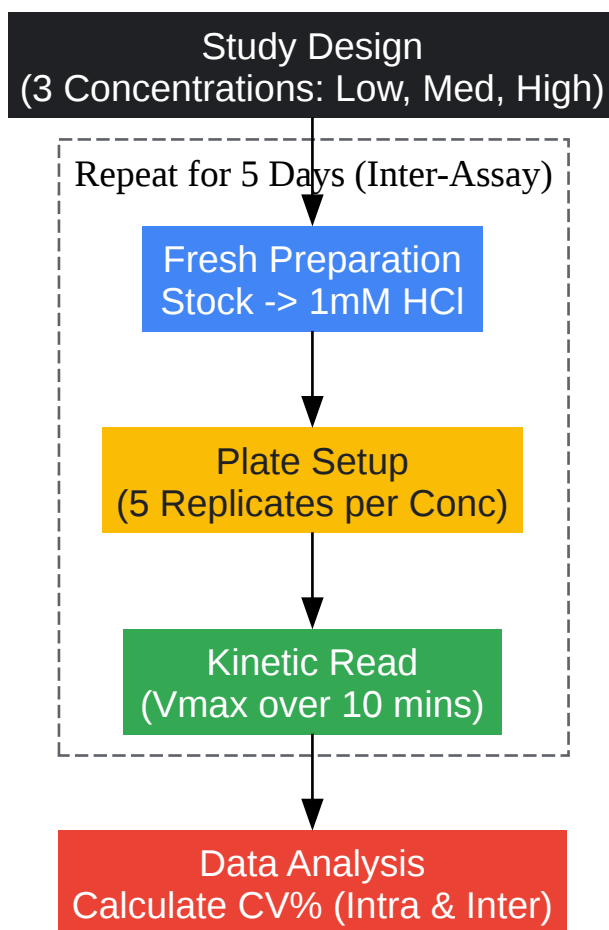 Study Design
(3 Concentrations: Low, Med, High)
Repeat for 5 Days (Inter-Assay)
Fresh Preparation
Stock -> 1mM HCl
Plate Setup
(5 Replicates per Conc)
Kinetic Read
(Vmax over 10 mins)
Data Analysis
Calculate CV% (Intra & Inter)